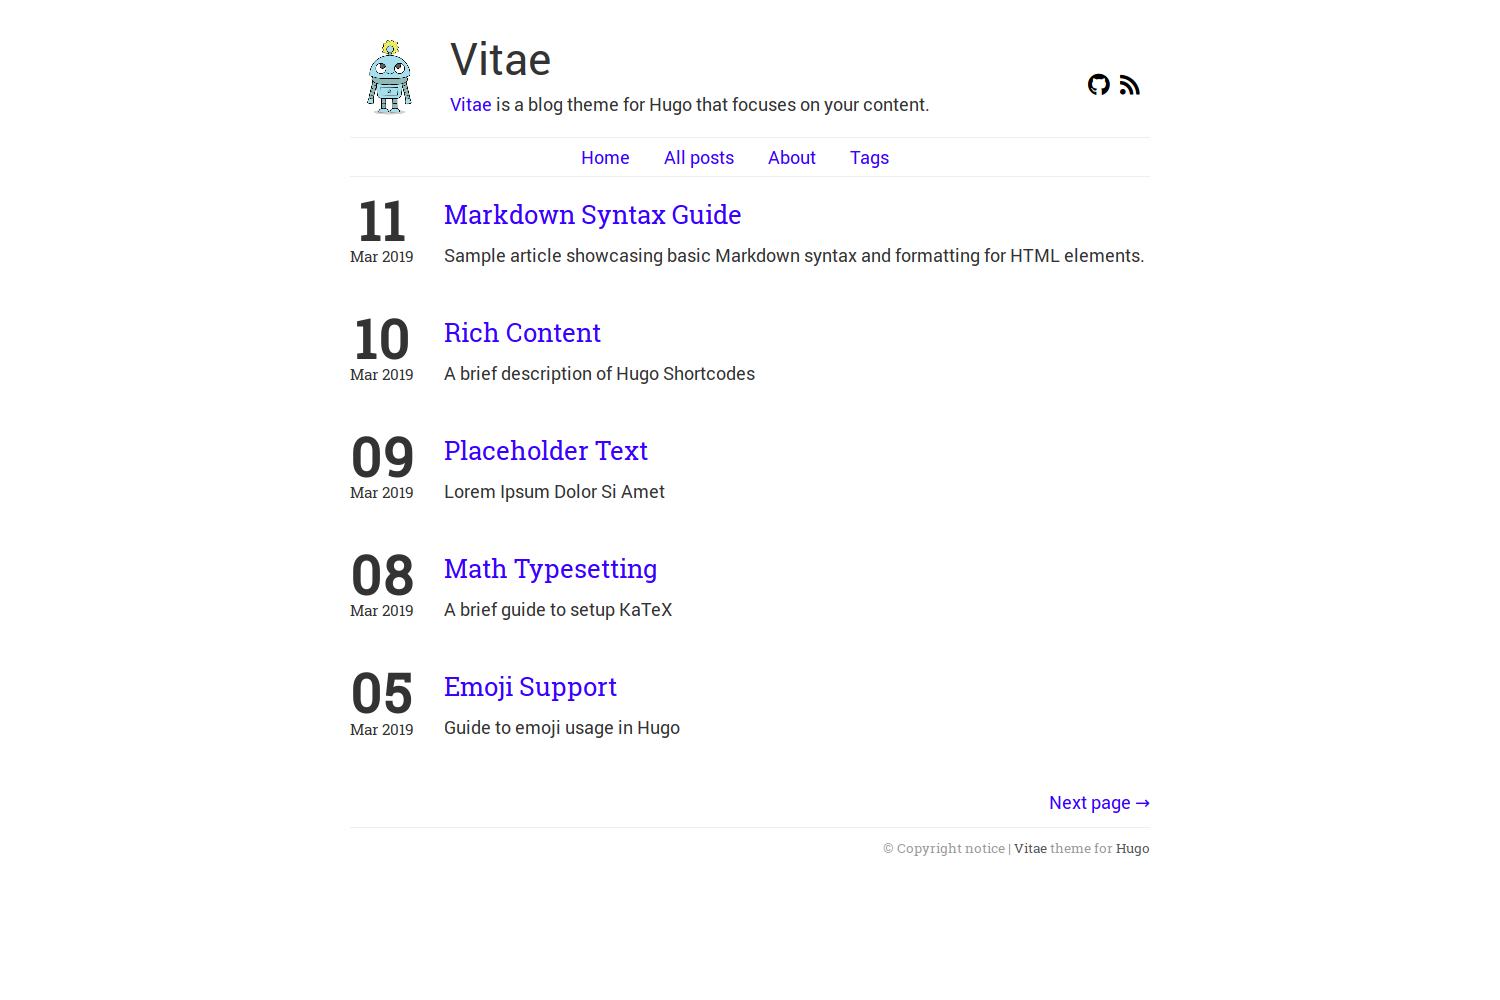 Vitae
Vitae is a blog theme for Hugo that focuses on your content.
Home All posts About Tags
11
Mar 2019
Markdown Syntax Guide
Sample article showcasing basic Markdown syntax and formatting for HTML elements.
10
Mar 2019
Rich Content
A brief description of Hugo Shortcodes
09
Mar 2019
Placeholder Text
Lorem Ipsum Dolor Si Amet
08
Mar 2019
Math Typesetting
A brief guide to setup KaTeX
05
Mar 2019
Emoji Support
Guide to emoji usage in Hugo
Next page →
© Copyright notice | Vitae theme for Hugo